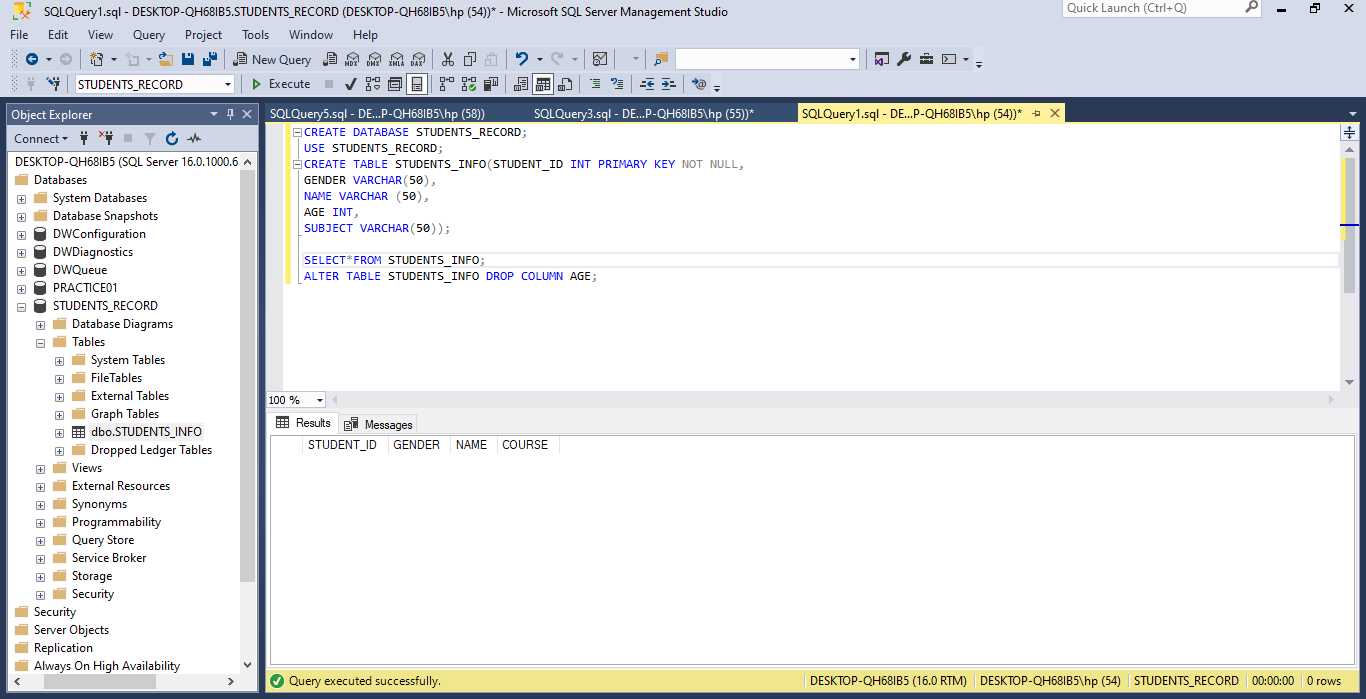 SQLQuery1.sql - DESKTOP-QH68IB5.STUDENTS_RECORD (DESKTOP-QH68IB5\hp (54))* - Microsoft SQL Server Management Studio
Quick Launch (Ctrl+Q)
File Edit View Query Project Tools Window Help
New Query MDX DMX XMLA DAX
STUDENTS_RECORD Execute
Object Explorer
Connect
DESKTOP-QH68IB5 (SQL Server 16.0.1000.6
Databases
System Databases
Database Snapshots
DWConfiguration
DWDiagnostics
DWQueue
PRACTICE01
STUDENTS_RECORD
Database Diagrams
Tables
System Tables
FileTables
External Tables
Graph Tables
dbo.STUDENTS_INFO
Dropped Ledger Tables
Views
External Resources
Synonyms
Programmability
Query Store
Service Broker
Storage
Security
Security
Server Objects
Replication
Always On High Availability
SQLQuery5.sql - DE...P-QH68IB5\hp (58)) SQLQuery3.sql - DE...P-QH68IB5\hp (55))* SQLQuery1.sql - DE...P-QH68IB5\hp (54))*
CREATE DATABASE STUDENTS_RECORD;
USE STUDENTS_RECORD;
CREATE TABLE STUDENTS_INFO(STUDENT_ID INT PRIMARY KEY NOT NULL,
GENDER VARCHAR(50),
NAME VARCHAR (50),
AGE INT,
SUBJECT VARCHAR(50));
SELECT*FROM STUDENTS_INFO;
ALTER TABLE STUDENTS_INFO DROP COLUMN AGE;
100 %
Results Messages
STUDENT_ID GENDER NAME COURSE
Query executed successfully. DESKTOP-QH68IB5 (16.0 RTM) DESKTOP-QH68IB5\hp (54) STUDENTS_RECORD 00:00:00 0 rows